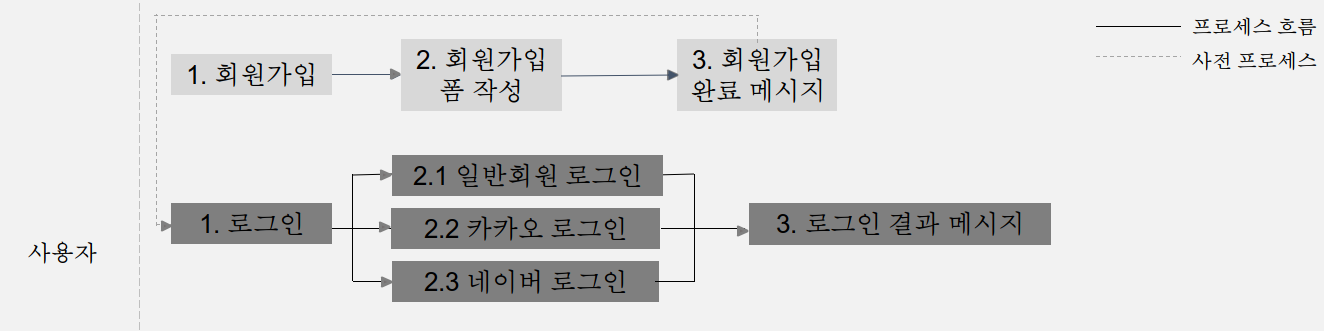 프로세스 흐름
사전 프로세스
1. 회원가입
2. 회원가입
폼 작성
3. 회원가입
완료 메시지
사용자
1. 로그인
2.1 일반회원 로그인
2.2 카카오 로그인
2.3 네이버 로그인
3. 로그인 결과 메시지